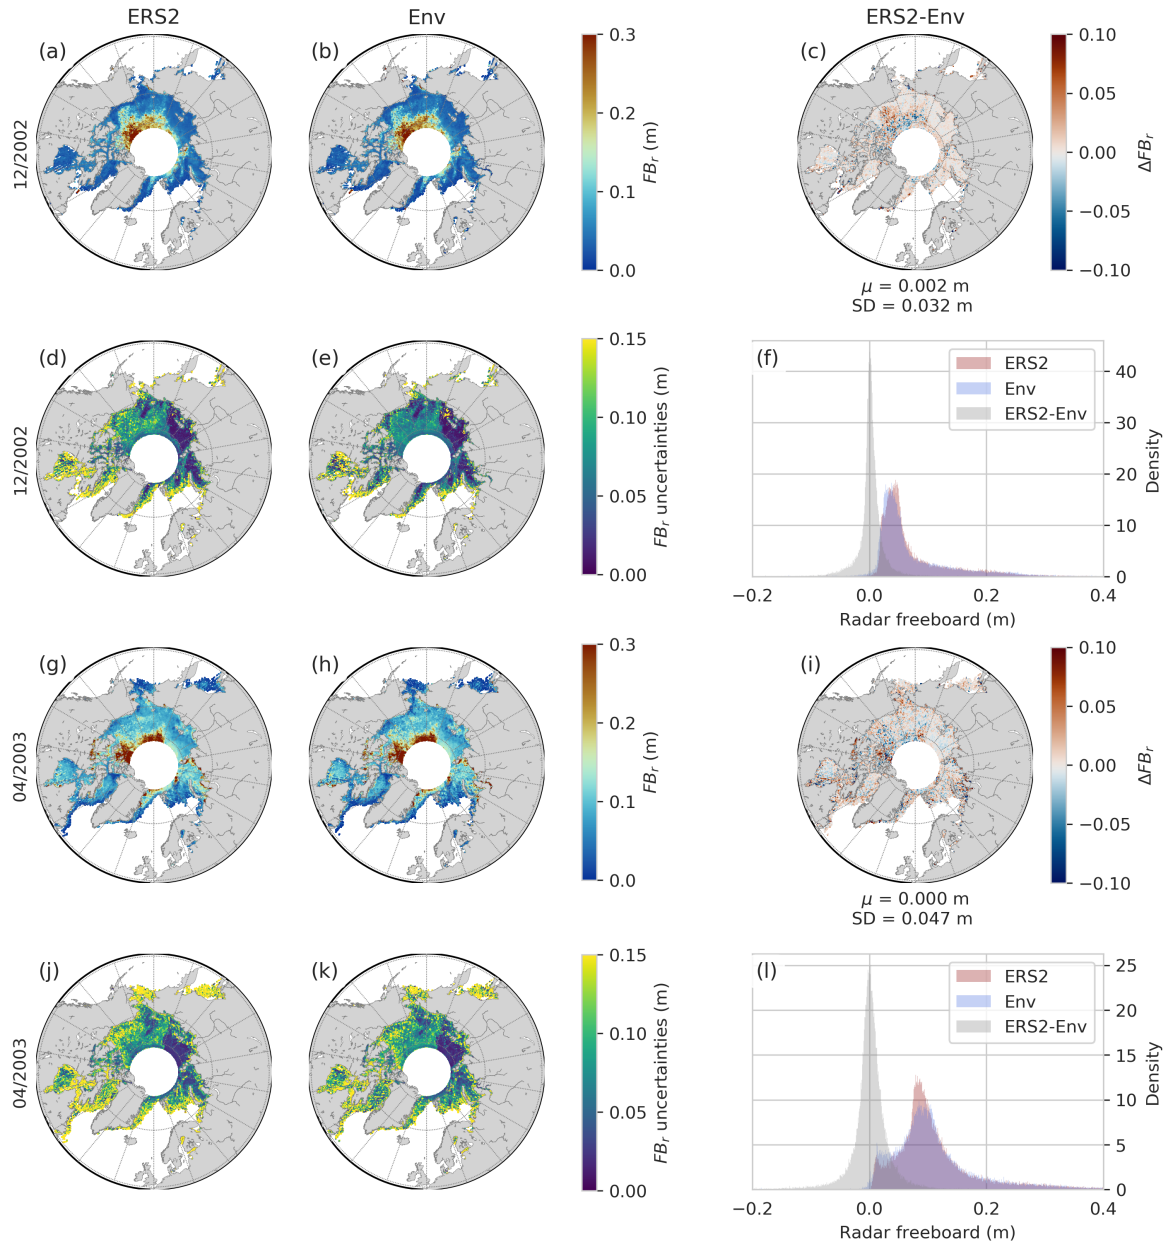 ERS2
Env
ERS2-Env
(a)
(b)
(c)
12/2002
0.3
0.2
0.1
0.0
FBr (m)
0.10
0.05
0.00
−0.05
−0.10
ΔFBr
μ = 0.002 m
SD = 0.032 m
(d)
(e)
(f)
12/2002
0.15
0.10
0.05
0.00
FBr uncertainties (m)
ERS2
Env
ERS2-Env
40
30
20
10
0
Density
−0.2
0.0
0.2
0.4
Radar freeboard (m)
(g)
(h)
(i)
04/2003
0.3
0.2
0.1
0.0
FBr (m)
0.10
0.05
0.00
−0.05
−0.10
ΔFBr
μ = 0.000 m
SD = 0.047 m
(j)
(k)
(l)
04/2003
0.15
0.10
0.05
0.00
FBr uncertainties (m)
ERS2
Env
ERS2-Env
25
20
15
10
5
0
Density
−0.2
0.0
0.2
0.4
Radar freeboard (m)